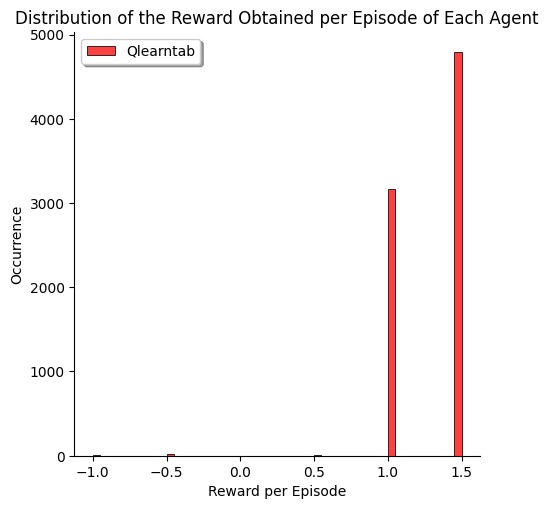 Distribution of the Reward Obtained per Episode of Each Agent
Qlearntab
5000
4000
3000
2000
1000
0
Occurrence
−1.0 −0.5 0.0 0.5 1.0 1.5
Reward per Episode